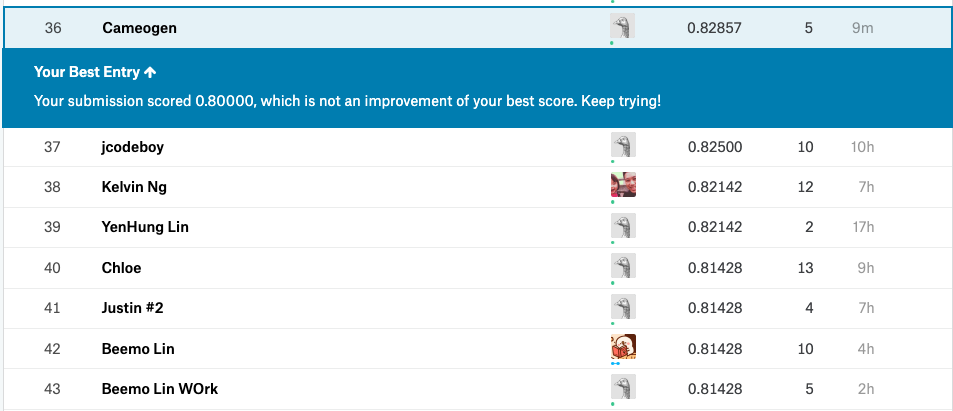 36 Cameogen 0.82857 5 9m
Your Best Entry
Your submission scored 0.80000, which is not an improvement of your best score. Keep trying!
37 jcodeboy 0.82500 10 10h
38 Kelvin Ng 0.82142 12 7h
39 YenHung Lin 0.82142 2 17h
40 Chloe 0.81428 13 9h
41 Justin #2 0.81428 4 7h
42 Beemo Lin 0.81428 10 4h
43 Beemo Lin WOrk 0.81428 5 2h